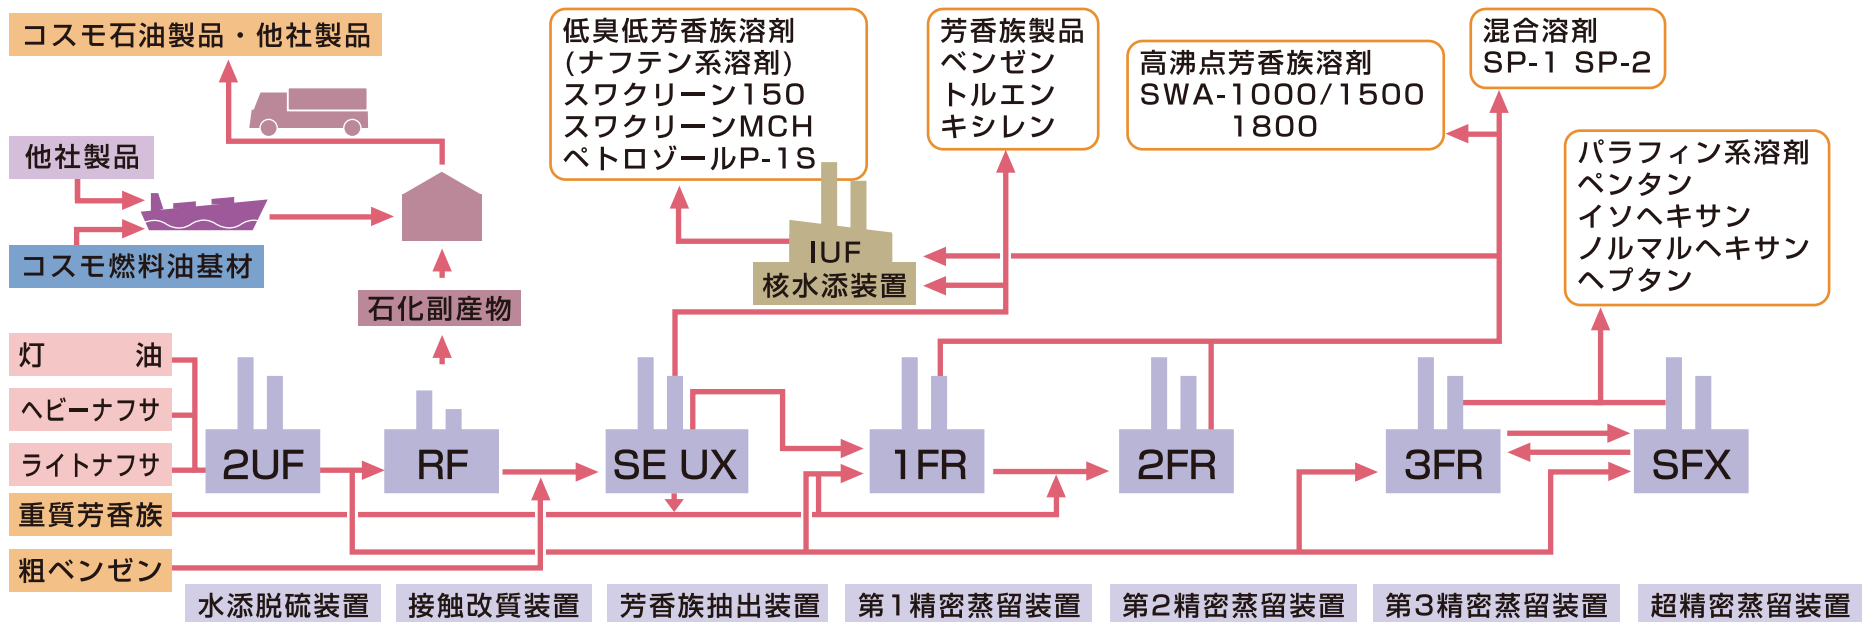 コスモ石油製品・他社製品
他社製品
コスモ燃料油基材
石化副産物
低臭低芳香族溶剤
(ナフテン系溶剤)
スワクリーン150
スワクリーンMCH
ペトロゾールP-1S
芳香族製品
ベンゼン
トルエン
キシレン
高沸点芳香族溶剤
SWA-1000/1500
1800
混合溶剤
SP-1 SP-2
パラフィン系溶剤
ペンタン
イソヘキサン
ノルマルヘキサン
ヘプタン
IUF
核水添装置
灯 油
ヘビーナフサ
ライトナフサ
重質芳香族
粗ベンゼン
2UF
RF
SE UX
1FR
2FR
3FR
SFX
水添脱硫装置
接触改質装置
芳香族抽出装置
第1精密蒸留装置
第2精密蒸留装置
第3精密蒸留装置
超精密蒸留装置